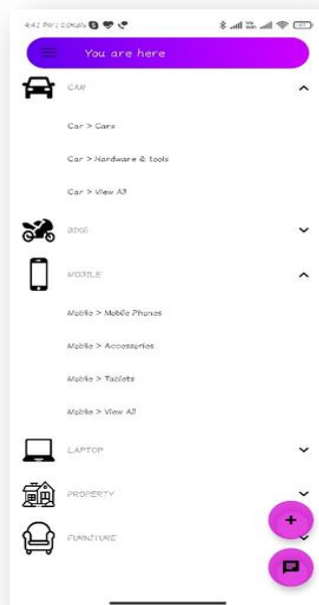 You are here
CAR
Car > Cars
Car > Hardware & tools
Car > View All
BIKE
MOBILE
Mobile > Mobile Phones
Mobile > Accessories
Mobile > Tablets
Mobile > View All
LAPTOP
PROPERTY
FURNITURE